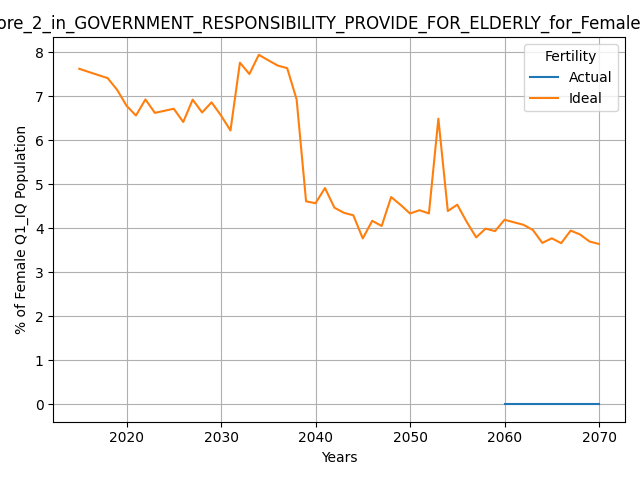 ore_2_in_GOVERNMENT_RESPONSIBILITY_PROVIDE_FOR_ELDERLY_for_Female
8
7
6
5
4
3
2
1
0
% of Female Q1_IQ Population
Fertility
Actual
Ideal
2020 2030 2040 2050 2060 2070
Years